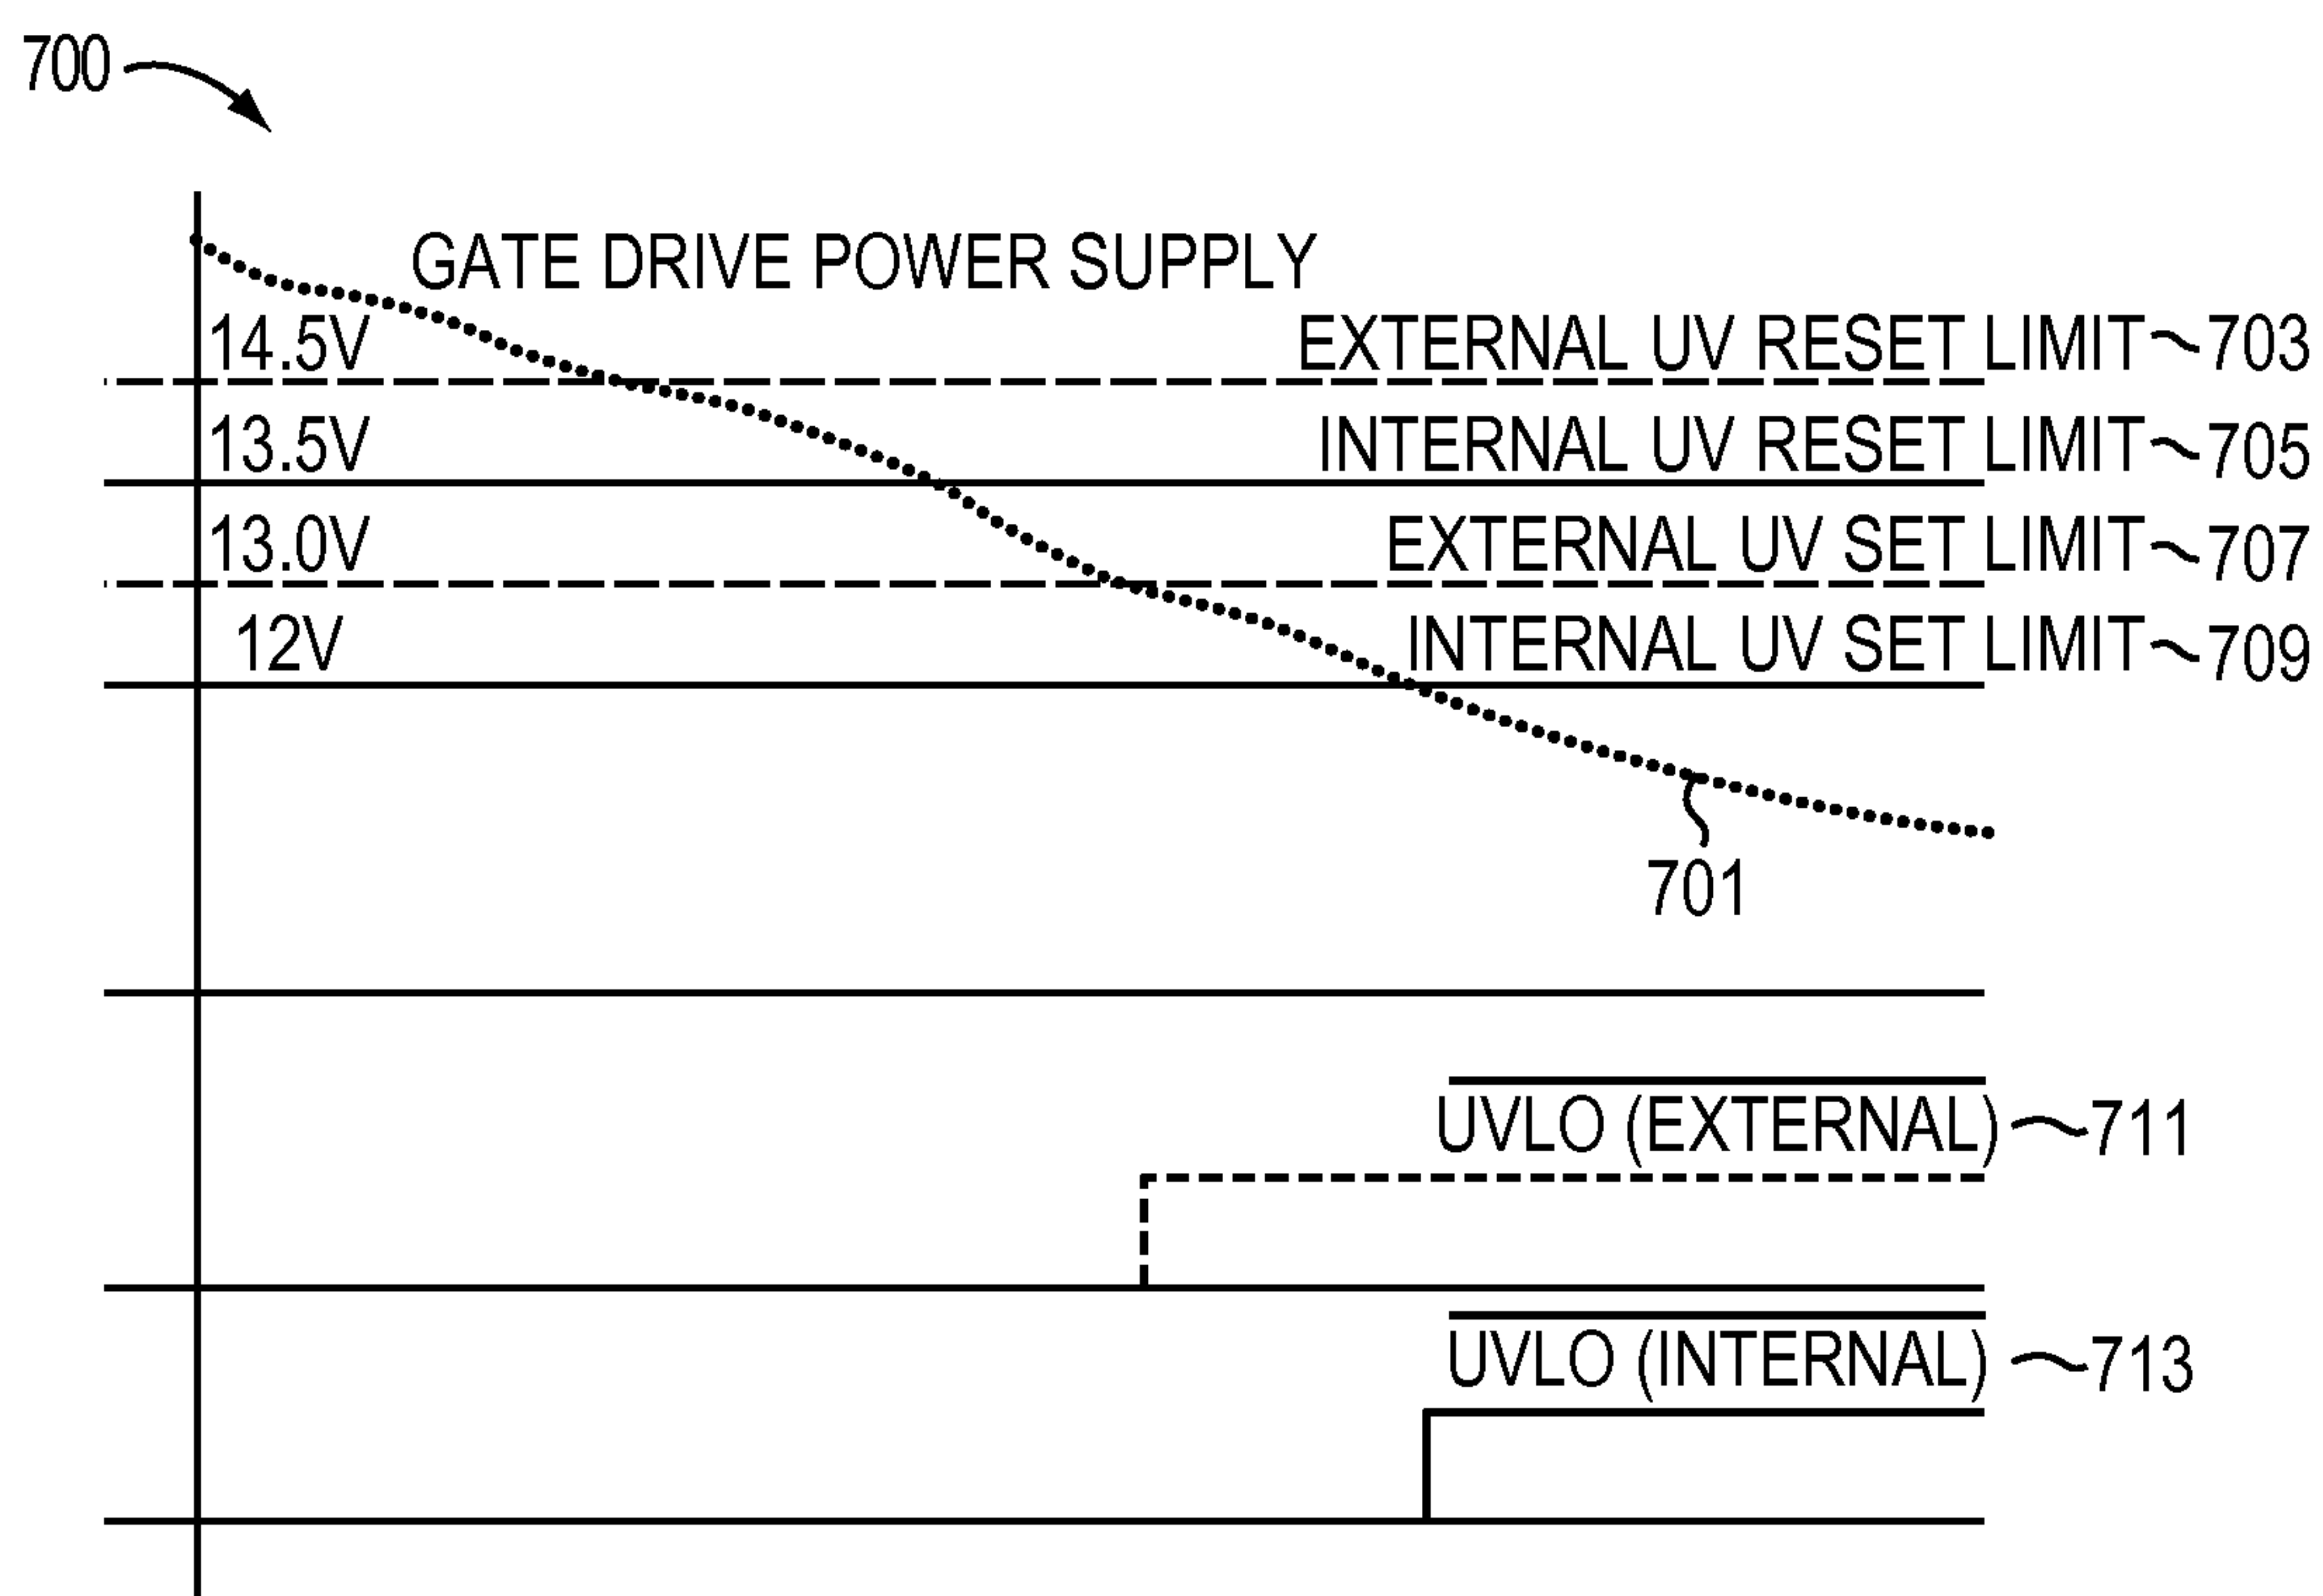 700
GATE DRIVE POWER SUPPLY
14.5V EXTERNAL UV RESET LIMIT 703
13.5V INTERNAL UV RESET LIMIT 705
13.0V EXTERNAL UV SET LIMIT 707
12V INTERNAL UV SET LIMIT 709
701
UVLO (EXTERNAL) 711
UVLO (INTERNAL) 713